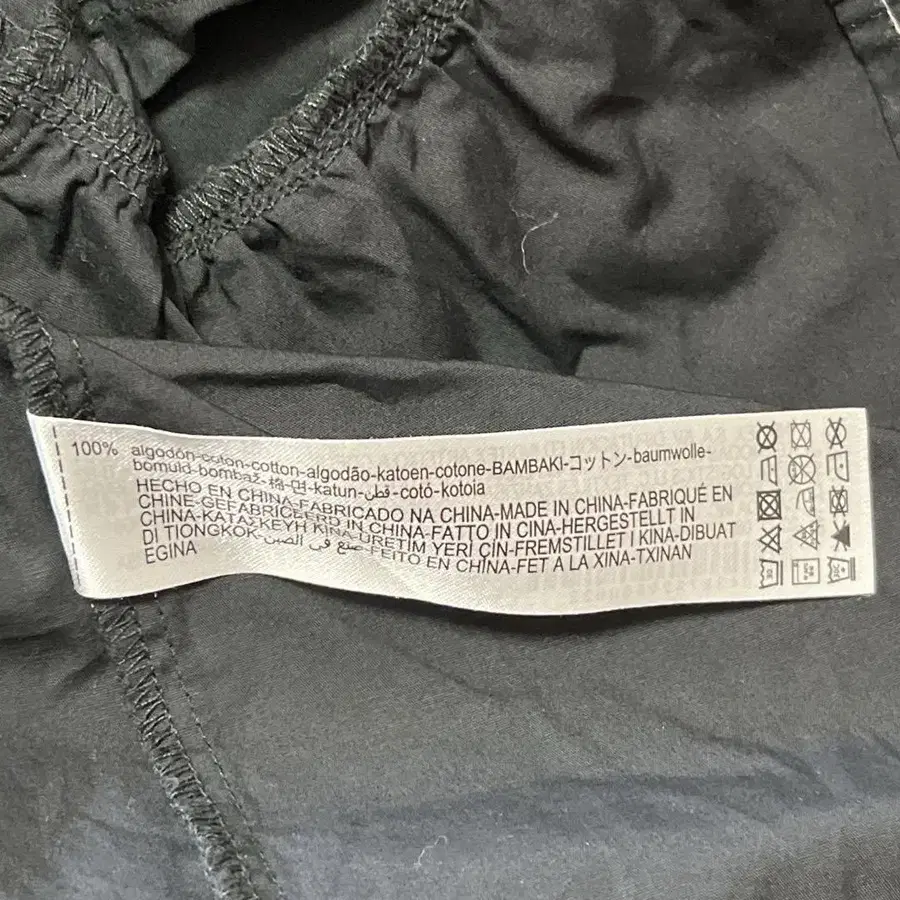 100% algodón-coton-cotton-algodão-katoen-cotone-BAMBAKI-コットン-baumwolle-
bomuld-bombaž-棉-면-katun-قطن-cotó-kotoia
HECHO EN CHINA-FABRICADO NA CHINA-MADE IN CHINA-FABRIQUÉ EN
CHINE-GEFABRICEERD IN CHINA-FATTO IN CINA-HERGESTELLT IN
CHINA-KATAΣKEYH KINA-ÜRETİM YERİ ÇİN-FREMSTILLET I KINA-DIBUAT
DI TIONGKOK-صنع في الصين-FEITO EN CHINA-FET A LA XINA-TXINAN
EGINA